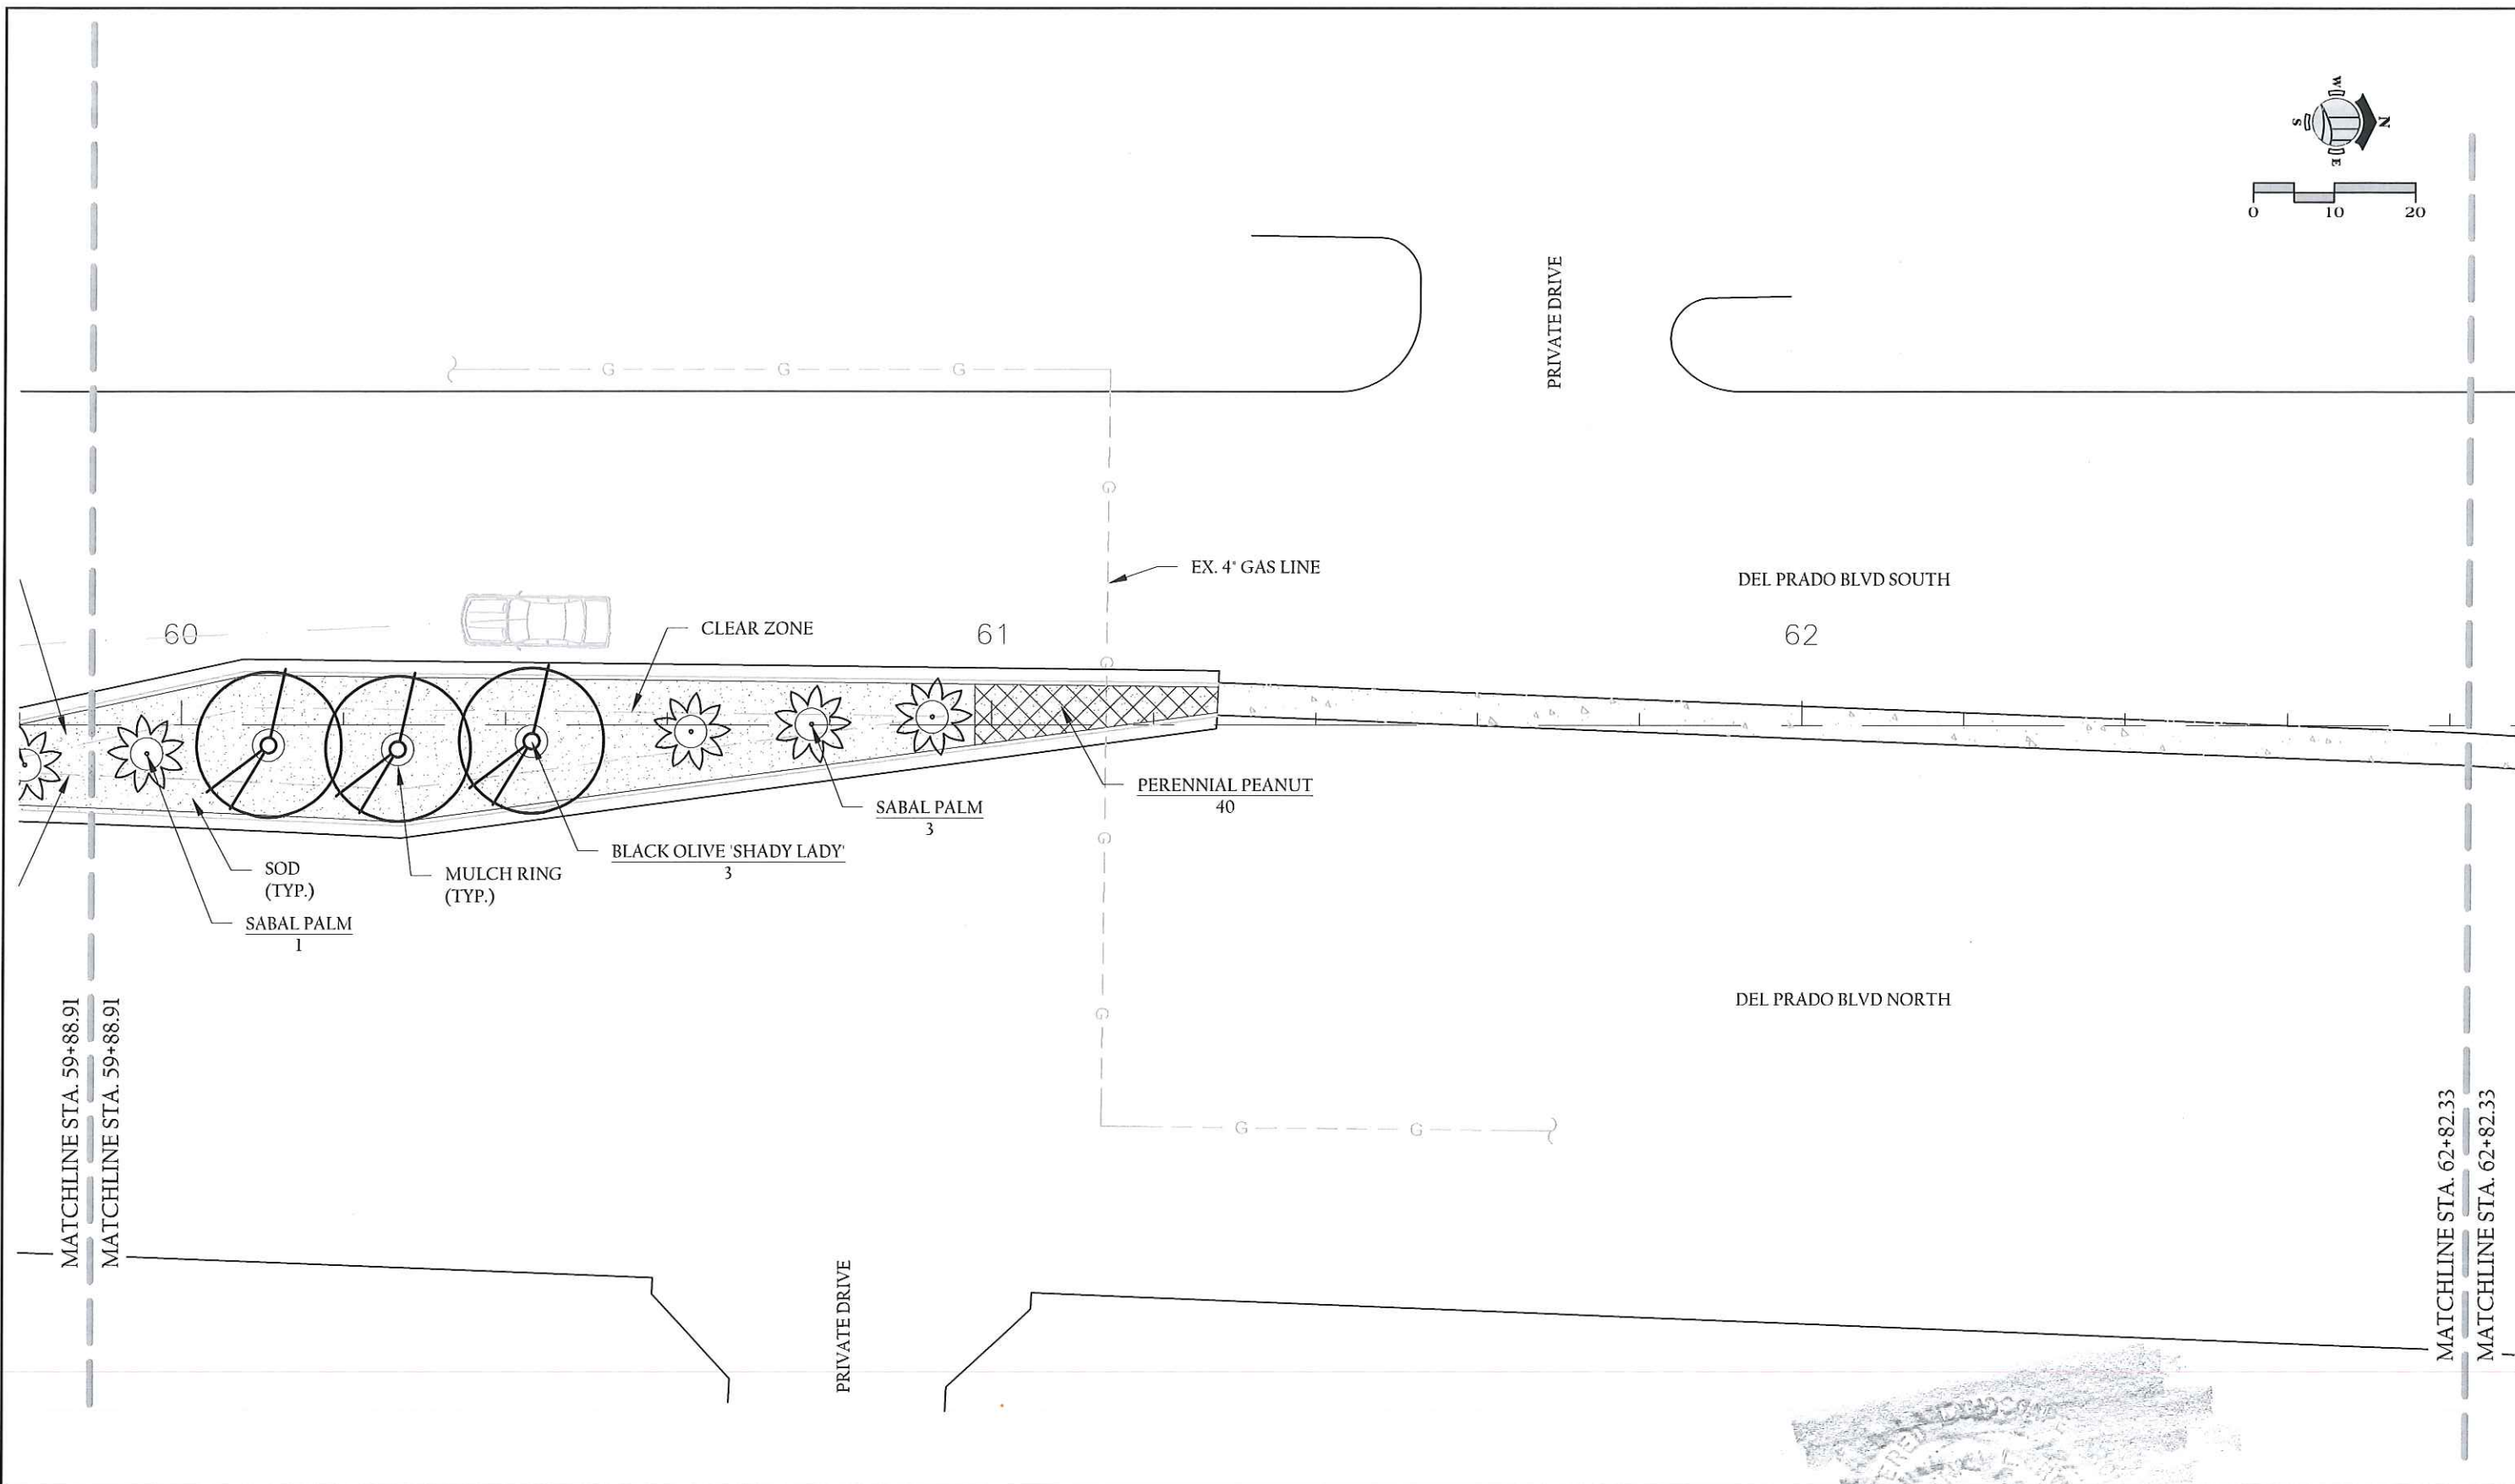 W
N
S
E
0 10 20
PRIVATE DRIVE
G G G
G
EX. 4" GAS LINE
DEL PRADO BLVD SOUTH
60
CLEAR ZONE
61
62
G
PERENNIAL PEANUT
40
SABAL PALM
3
G
BLACK OLIVE 'SHADY LADY'
3
SOD
(TYP.)
MULCH RING
(TYP.)
SABAL PALM
1
DEL PRADO BLVD NORTH
G
G G
MATCHLINE STA. 59+88.91
MATCHLINE STA. 59+88.91
PRIVATE DRIVE
MATCHLINE STA. 62+82.33
MATCHLINE STA. 62+82.33